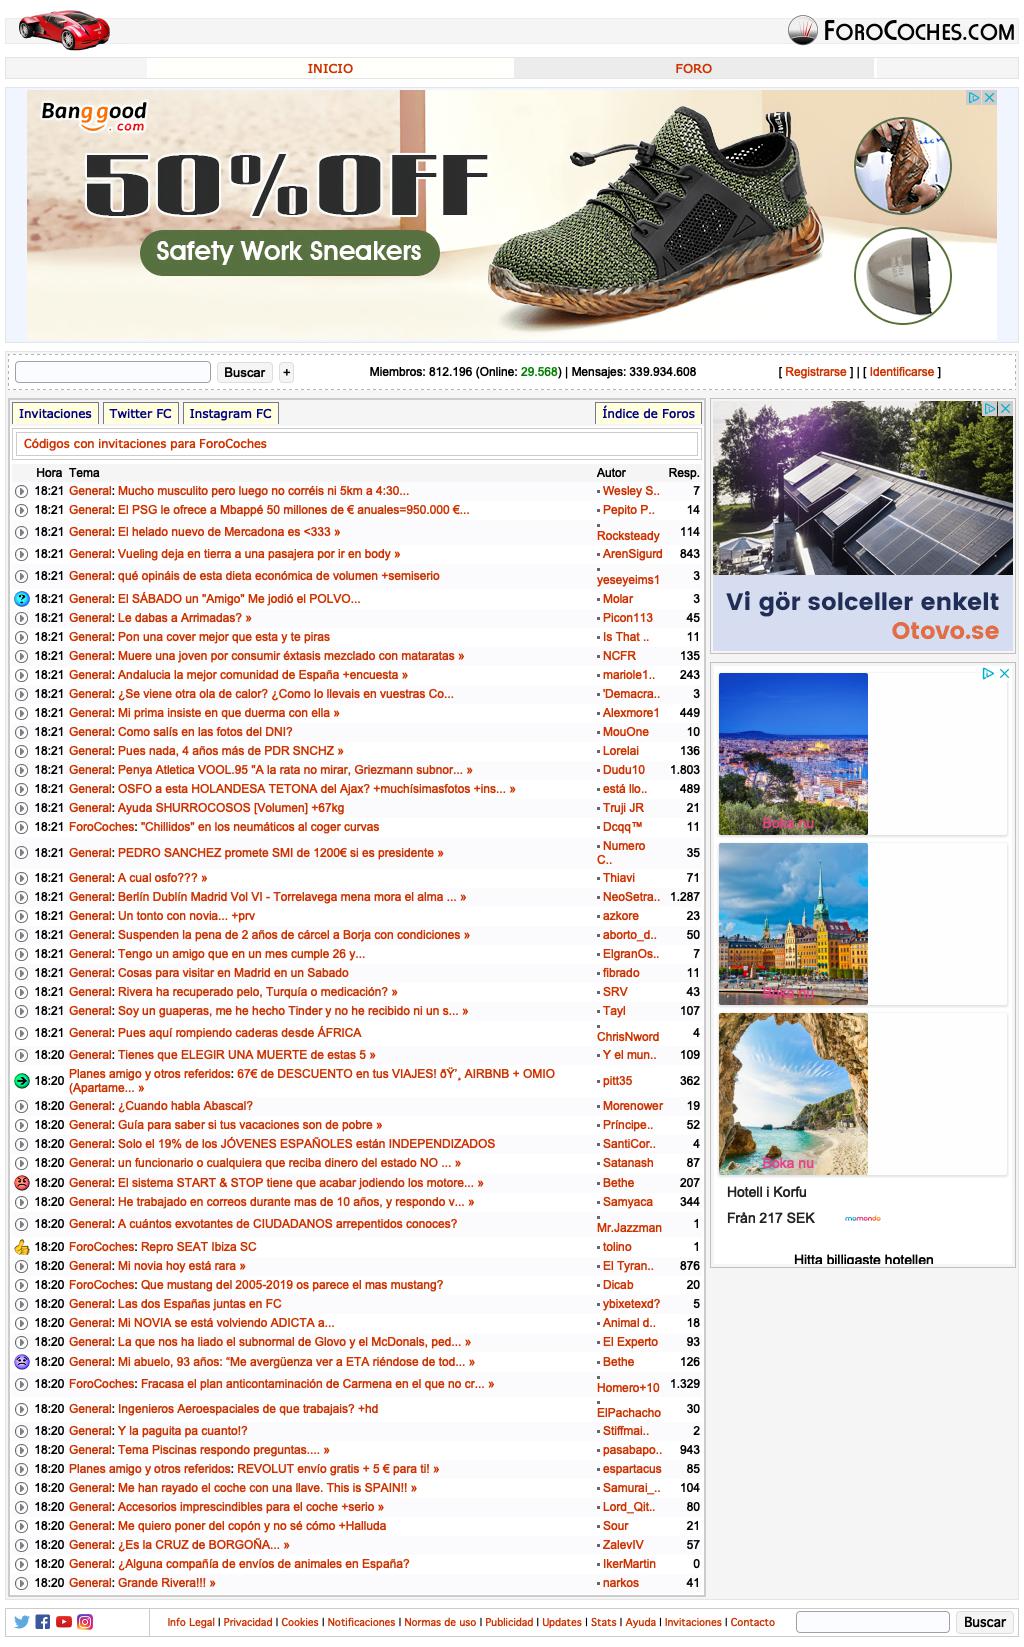 FOROCOCHES.COM
INICIO
FORO
Banggood
.com
50%OFF
Safety Work Sneakers
Buscar
+
Miembros: 812.196 (Online: 29.568) | Mensajes: 339.934.608
[ Registrarse ] | [ Identificarse ]
Invitaciones
Twitter FC
Instagram FC
Índice de Foros
Códigos con invitaciones para ForoCoches
Hora Tema Autor Resp.
18:21 General: Mucho musculito pero luego no corréis ni 5km a 4:30... Wesley S.. 7
18:21 General: El PSG le ofrece a Mbappé 50 millones de € anuales=950.000 €... Pepito P.. 14
18:21 General: El helado nuevo de Mercadona es <333 » Rocksteady 114
18:21 General: Vueling deja en tierra a una pasajera por ir en body » ArenSigurd 843
18:21 General: qué opináis de esta dieta económica de volumen +semiserio yeseyeims1 3
18:21 General: El SÁBADO un "Amigo" Me jodió el POLVO... Molar 3
18:21 General: Le dabas a Arrimadas? » Picon113 45
18:21 General: Pon una cover mejor que esta y te piras Is That .. 11
18:21 General: Muere una joven por consumir éxtasis mezclado con mataratas » NCFR 135
18:21 General: Andalucia la mejor comunidad de España +encuesta » mariole1.. 243
18:21 General: ¿Se viene otra ola de calor? ¿Como lo llevais en vuestras Co... 'Demacra.. 3
18:21 General: Mi prima insiste en que duerma con ella » Alexmore1 449
18:21 General: Como salís en las fotos del DNI? MouOne 10
18:21 General: Pues nada, 4 años más de PDR SNCHZ » Lorelai 136
18:21 General: Penya Atletica VOOL.95 "A la rata no mirar, Griezmann subnor... » Dudu10 1.803
18:21 General: OSFO a esta HOLANDESA TETONA del Ajax? +muchísimasfotos +ins... » está llo.. 489
18:21 General: Ayuda SHURROCOSOS [Volumen] +67kg Truji JR 21
18:21 ForoCoches: "Chillidos" en los neumáticos al coger curvas Dcqq™ 11
18:21 General: PEDRO SANCHEZ promete SMI de 1200€ si es presidente » Numero C.. 35
18:21 General: A cual osfo??? » Thiavi 71
18:21 General: Berlín Dublín Madrid Vol VI - Torrelavega mena mora el alma ... » NeoSetra.. 1.287
18:21 General: Un tonto con novia... +prv azkore 23
18:21 General: Suspenden la pena de 2 años de cárcel a Borja con condiciones » aborto_d.. 50
18:21 General: Tengo un amigo que en un mes cumple 26 y... ElgranOs.. 7
18:21 General: Cosas para visitar en Madrid en un Sabado fibrado 11
18:21 General: Rivera ha recuperado pelo, Turquía o medicación? » SRV 43
18:21 General: Soy un guaperas, me he hecho Tinder y no he recibido ni un s... » Tayl 107
18:21 General: Pues aquí rompiendo caderas desde ÁFRICA ChrisNword 4
18:20 General: Tienes que ELEGIR UNA MUERTE de estas 5 » Y el mun.. 109
18:20 Planes amigo y otros referidos: 67€ de DESCUENTO en tus VIAJES! ðŸ'¸ AIRBNB + OMIO
(Apartame... » pitt35 362
18:20 General: ¿Cuando habla Abascal? Morenower 19
18:20 General: Guía para saber si tus vacaciones son de pobre » Príncipe.. 52
18:20 General: Solo el 19% de los JÓVENES ESPAÑOLES están INDEPENDIZADOS SantiCor.. 4
18:20 General: un funcionario o cualquiera que reciba dinero del estado NO ... » Satanash 87
18:20 General: El sistema START & STOP tiene que acabar jodiendo los motore... » Bethe 207
18:20 General: He trabajado en correos durante mas de 10 años, y respondo v... » Samyaca 344
18:20 General: A cuántos exvotantes de CIUDADANOS arrepentidos conoces? Mr.Jazzman 1
18:20 ForoCoches: Repro SEAT Ibiza SC tolino 1
18:20 General: Mi novia hoy está rara » El Tyran.. 876
18:20 ForoCoches: Que mustang del 2005-2019 os parece el mas mustang? Dicab 20
18:20 General: Las dos Españas juntas en FC ybixetexd? 5
18:20 General: Mi NOVIA se está volviendo ADICTA a... Animal d.. 18
18:20 General: La que nos ha liado el subnormal de Glovo y el McDonals, ped... » El Experto 93
18:20 General: Mi abuelo, 93 años: “Me avergüenza ver a ETA riéndose de tod... » Bethe 126
18:20 ForoCoches: Fracasa el plan anticontaminación de Carmena en el que no cr... » Homero+10 1.329
18:20 General: Ingenieros Aeroespaciales de que trabajais? +hd ElPachacho 30
18:20 General: Y la paguita pa cuanto!? Stiffmai.. 2
18:20 General: Tema Piscinas respondo preguntas.... » pasabapo.. 943
18:20 Planes amigo y otros referidos: REVOLUT envío gratis + 5 € para ti! » espartacus 85
18:20 General: Me han rayado el coche con una llave. This is SPAIN!! » Samurai_.. 104
18:20 General: Accesorios imprescindibles para el coche +serio » Lord_Qit.. 80
18:20 General: Me quiero poner del copón y no sé cómo +Halluda Sour 21
18:20 General: ¿Es la CRUZ de BORGOÑA... » ZalevIV 57
18:20 General: ¿Alguna compañía de envíos de animales en España? IkerMartin 0
18:20 General: Grande Rivera!!! » narkos 41
Vi gör solceller enkelt
Otovo.se
Boka nu
Boka nu
Boka nu
Hotell i Korfu
Från 217 SEK
momondo
Hitta billigaste hotellen
Info Legal | Privacidad | Cookies | Notificaciones | Normas de uso | Publicidad | Updates | Stats | Ayuda | Invitaciones | Contacto
Buscar